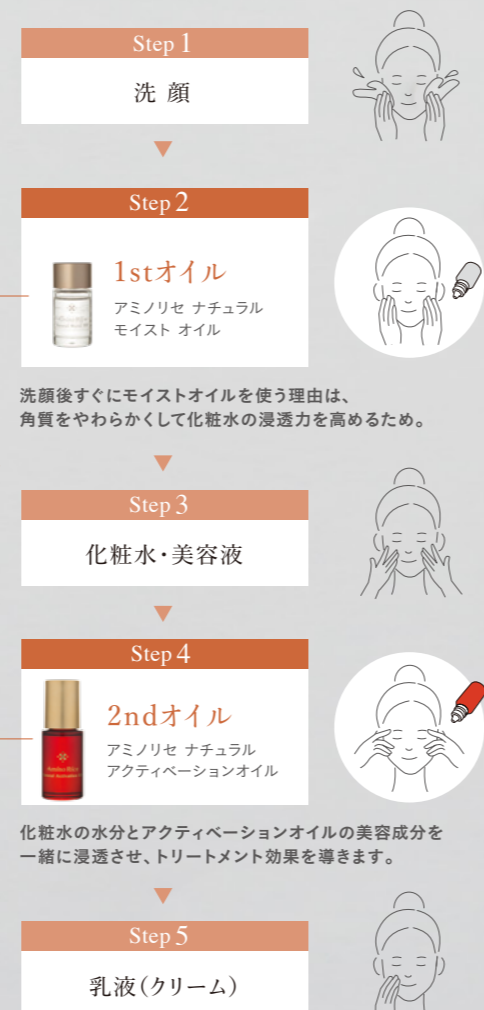 Step 1
洗 顔
Step 2
1stオイル
アミノリセ ナチュラル
モイスト オイル
洗顔後すぐにモイストオイルを使う理由は、
角質をやわらかくして化粧水の浸透力を高めるため。
Step 3
化粧水・美容液
Step 4
2ndオイル
アミノリセ ナチュラル
アクティベーションオイル
化粧水の水分とアクティベーションオイルの美容成分を
一緒に浸透させ、トリートメント効果を導きます。
Step 5
乳液(クリーム)